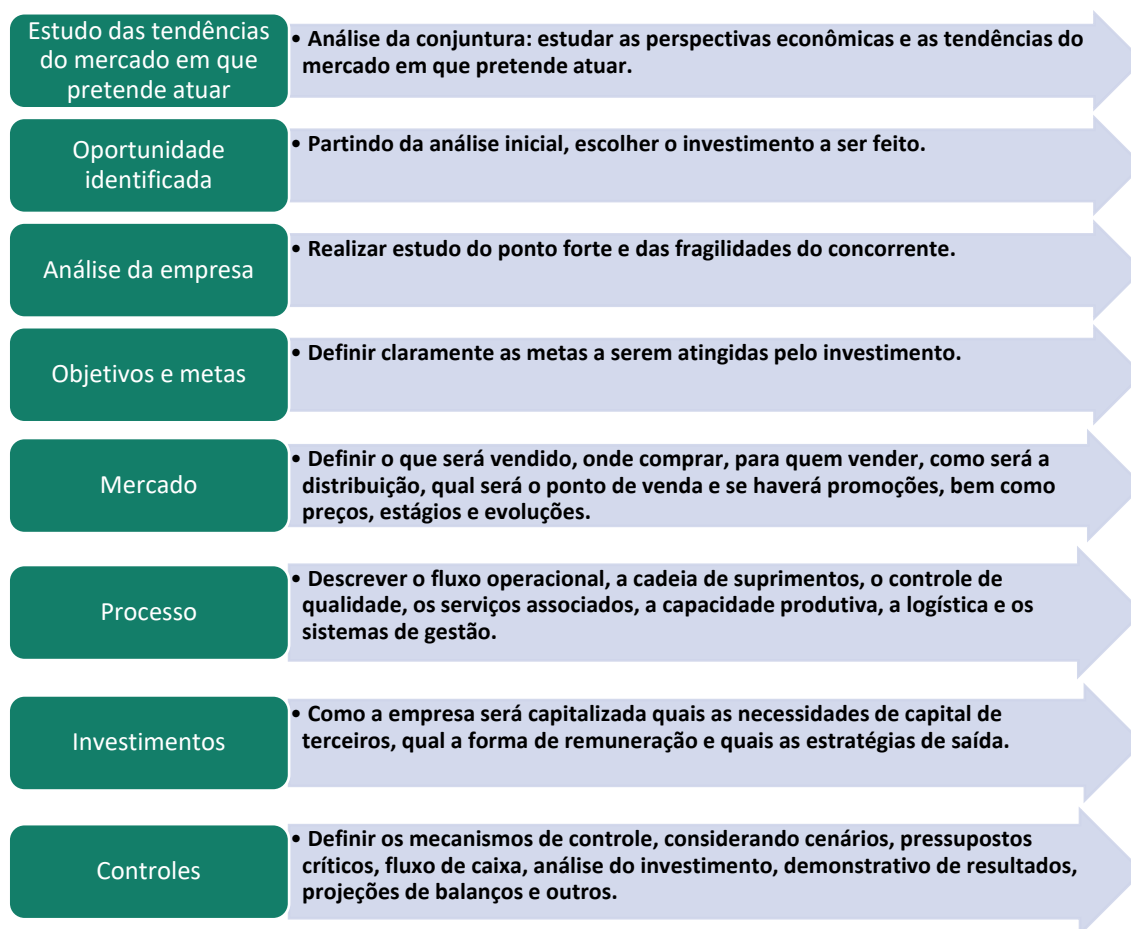 Estudo das tendências
do mercado em que
pretende atuar
• Análise da conjuntura: estudar as perspectivas econômicas e as tendências do
mercado em que pretende atuar.
Oportunidade
identificada
• Partindo da análise inicial, escolher o investimento a ser feito.
Análise da empresa
• Realizar estudo do ponto forte e das fragilidades do concorrente.
Objetivos e metas
• Definir claramente as metas a serem atingidas pelo investimento.
Mercado
• Definir o que será vendido, onde comprar, para quem vender, como será a
distribuição, qual será o ponto de venda e se haverá promoções, bem como
preços, estágios e evoluções.
Processo
• Descrever o fluxo operacional, a cadeia de suprimentos, o controle de
qualidade, os serviços associados, a capacidade produtiva, a logística e os
sistemas de gestão.
Investimentos
• Como a empresa será capitalizada quais as necessidades de capital de
terceiros, qual a forma de remuneração e quais as estratégias de saída.
Controles
• Definir os mecanismos de controle, considerando cenários, pressupostos
críticos, fluxo de caixa, análise do investimento, demonstrativo de resultados,
projeções de balanços e outros.